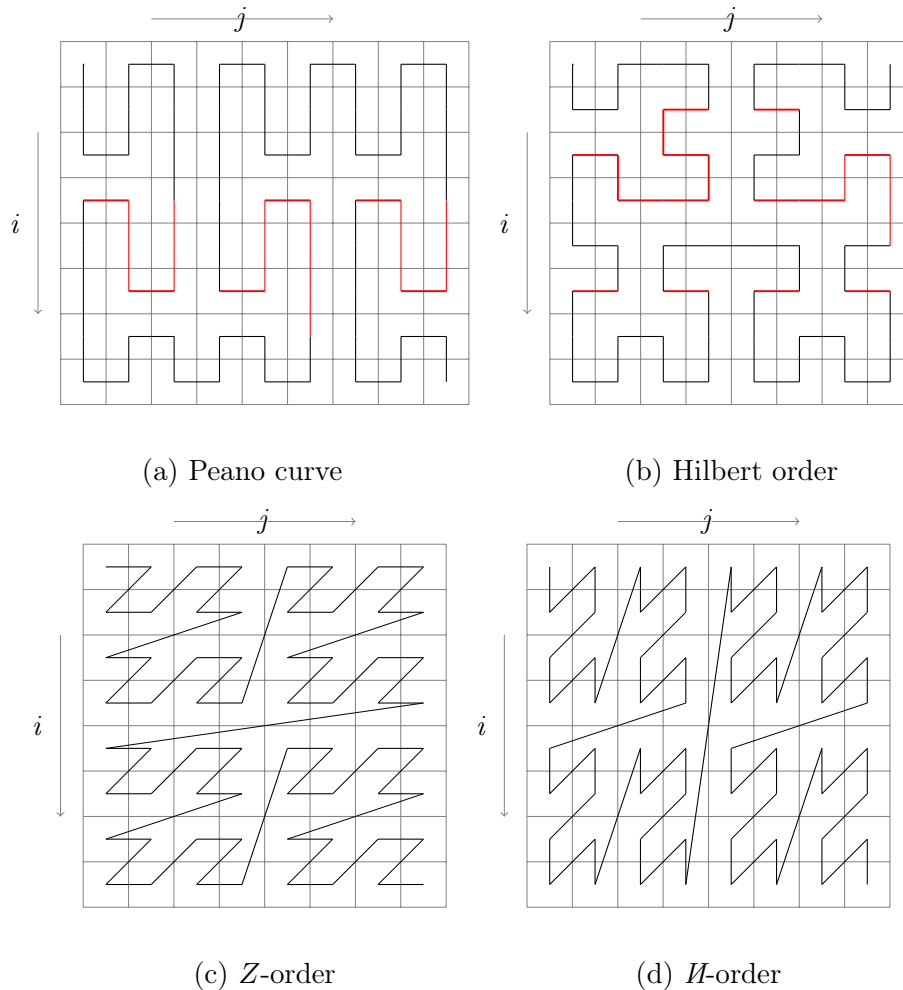 j j
i i
(a) Peano curve (b) Hilbert order
j j
i i
(c) Z-order (d) И-order